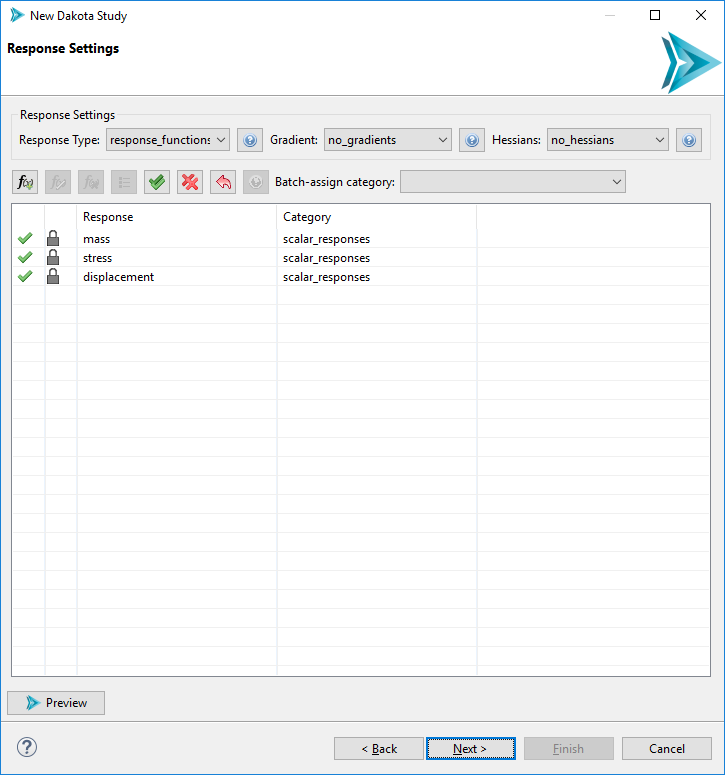 New Dakota Study
Response Settings
Response Settings
Response Type: response_functions Gradient: no_gradients Hessians: no_hessians
f(x) f(x) Batch-assign category:
Response Category
mass scalar_responses
stress scalar_responses
displacement scalar_responses
Preview
< Back Next > Finish Cancel